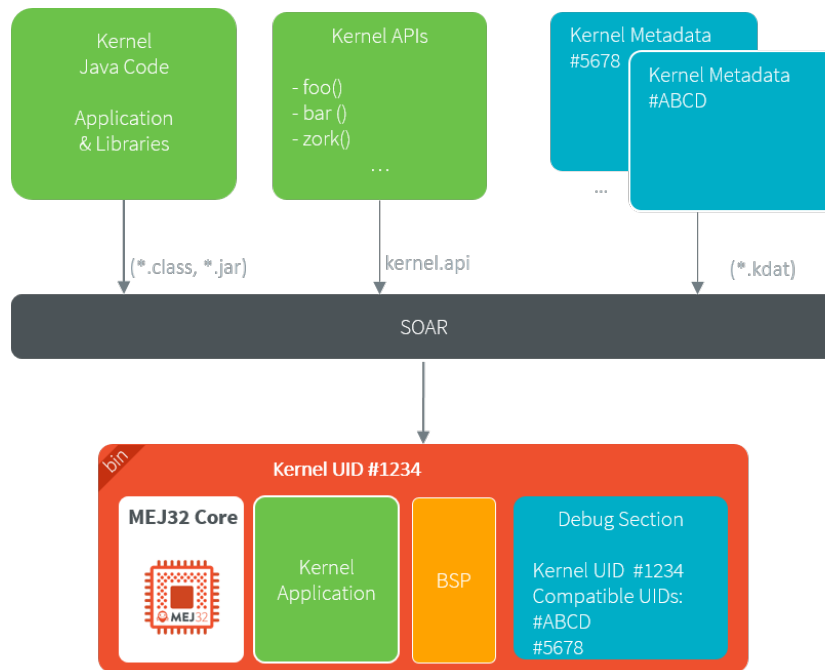 Kernel
Java Code
Application
& Libraries
Kernel APIs
- foo()
- bar ()
- zork()
...
Kernel Metadata
#5678
Kernel Metadata
#ABCD
...
(*.class, *.jar)
kernel.api
(*.kdat)
SOAR
bin
Kernel UID #1234
MEJ32 Core
MEJ32
Kernel
Application
BSP
Debug Section
Kernel UID #1234
Compatible UIDs:
#ABCD
#5678